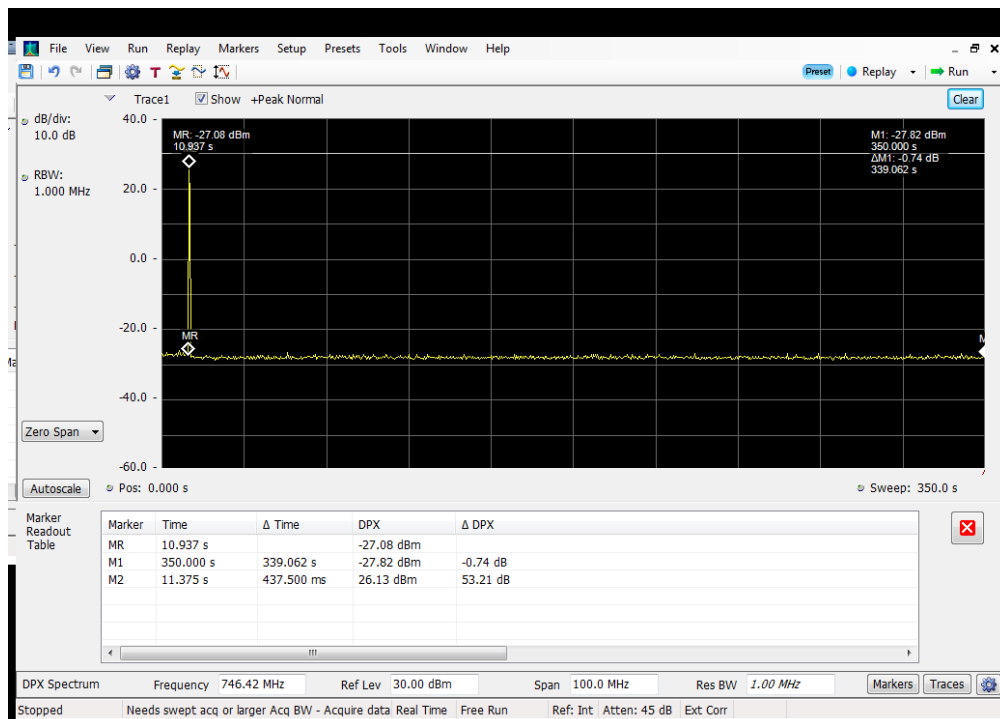 File View Run Replay Markers Setup Presets Tools Window Help
T Preset Replay Run
Trace1 Show +Peak Normal Clear
dB/div:
10.0 dB
RBW:
1.000 MHz
40.0
20.0
0.0
-20.0
-40.0
-60.0
MR: -27.08 dBm
10.937 s
M1: -27.82 dBm
350.000 s
ΔM1: -0.74 dB
339.062 s
MR
M
Zero Span
Autoscale Pos: 0.000 s Sweep: 350.0 s
Marker
Readout
Table
Marker Time Δ Time DPX Δ DPX
MR 10.937 s -27.08 dBm
M1 350.000 s 339.062 s -27.82 dBm -0.74 dB
M2 11.375 s 437.500 ms 26.13 dBm 53.21 dB
DPX Spectrum Frequency 746.42 MHz Ref Lev 30.00 dBm Span 100.0 MHz Res BW 1.00 MHz Markers Traces
Stopped Needs swept acq or larger Acq BW - Acquire data Real Time Free Run Ref: Int Atten: 45 dB Ext Corr